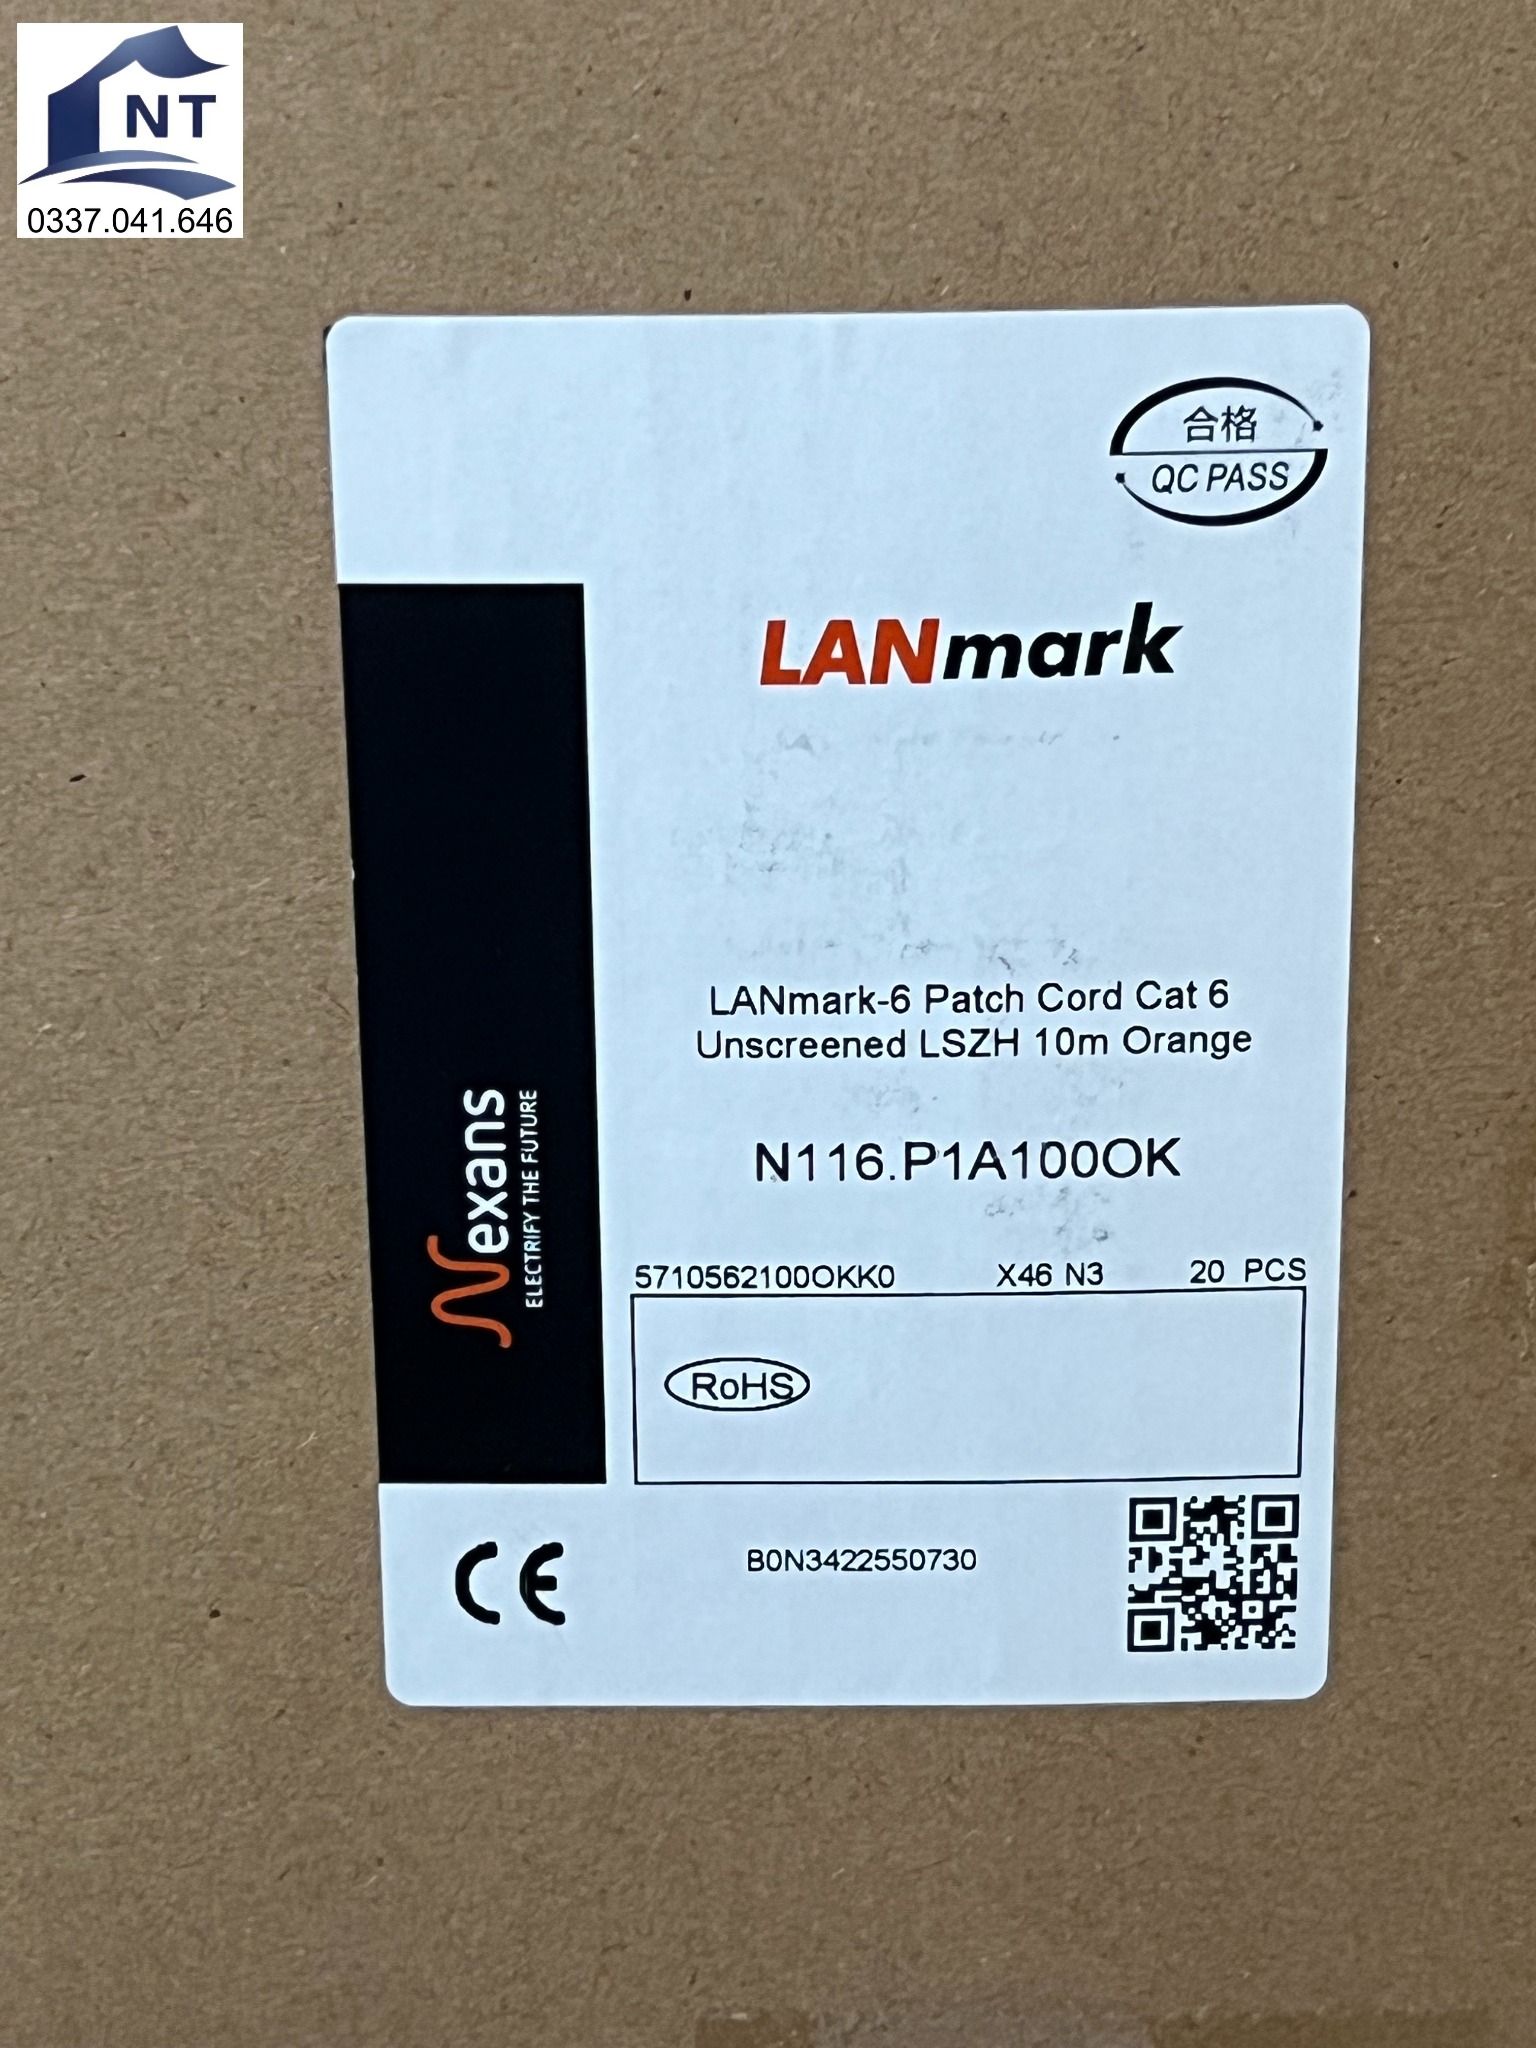 NT
0337.041.646
合格
QC PASS
LANmark
LANmark-6 Patch Cord Cat 6
Unscreened LSZH 10m Orange
N116.P1A100OK
5710562100OKK0 X46 N3 20 PCS
RoHS
Nexans
ELECTRIFY THE FUTURE
CE
B0N3422550730